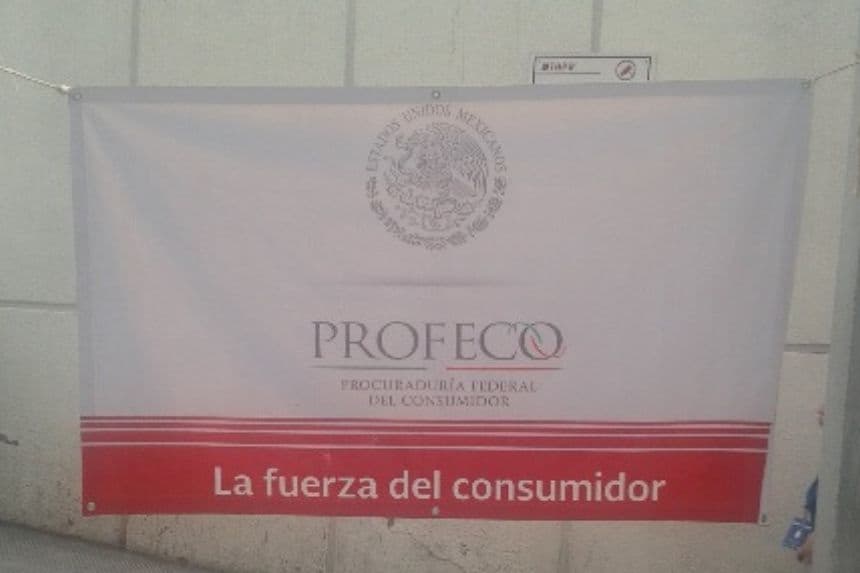 ESTADOS UNIDOS MEXICANOS
PROFECO
PROCURADURÍA FEDERAL
DEL CONSUMIDOR
La fuerza del consumidor